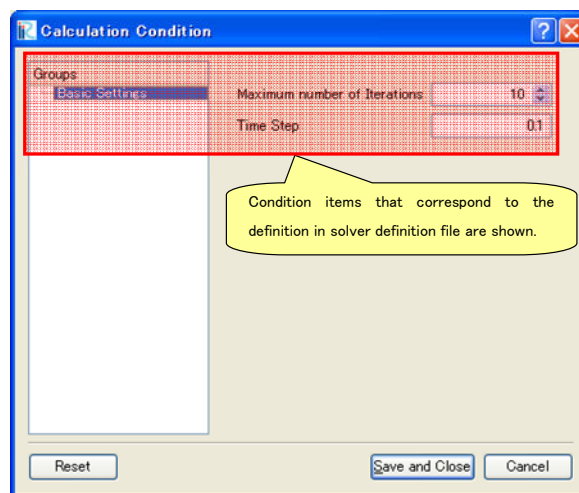 Calculation Condition
Groups
Basic Settings
Maximum number of Iterations 10
Time Step 0.1
Condition items that correspond to the
definition in solver definition file are shown.
Reset Save and Close Cancel